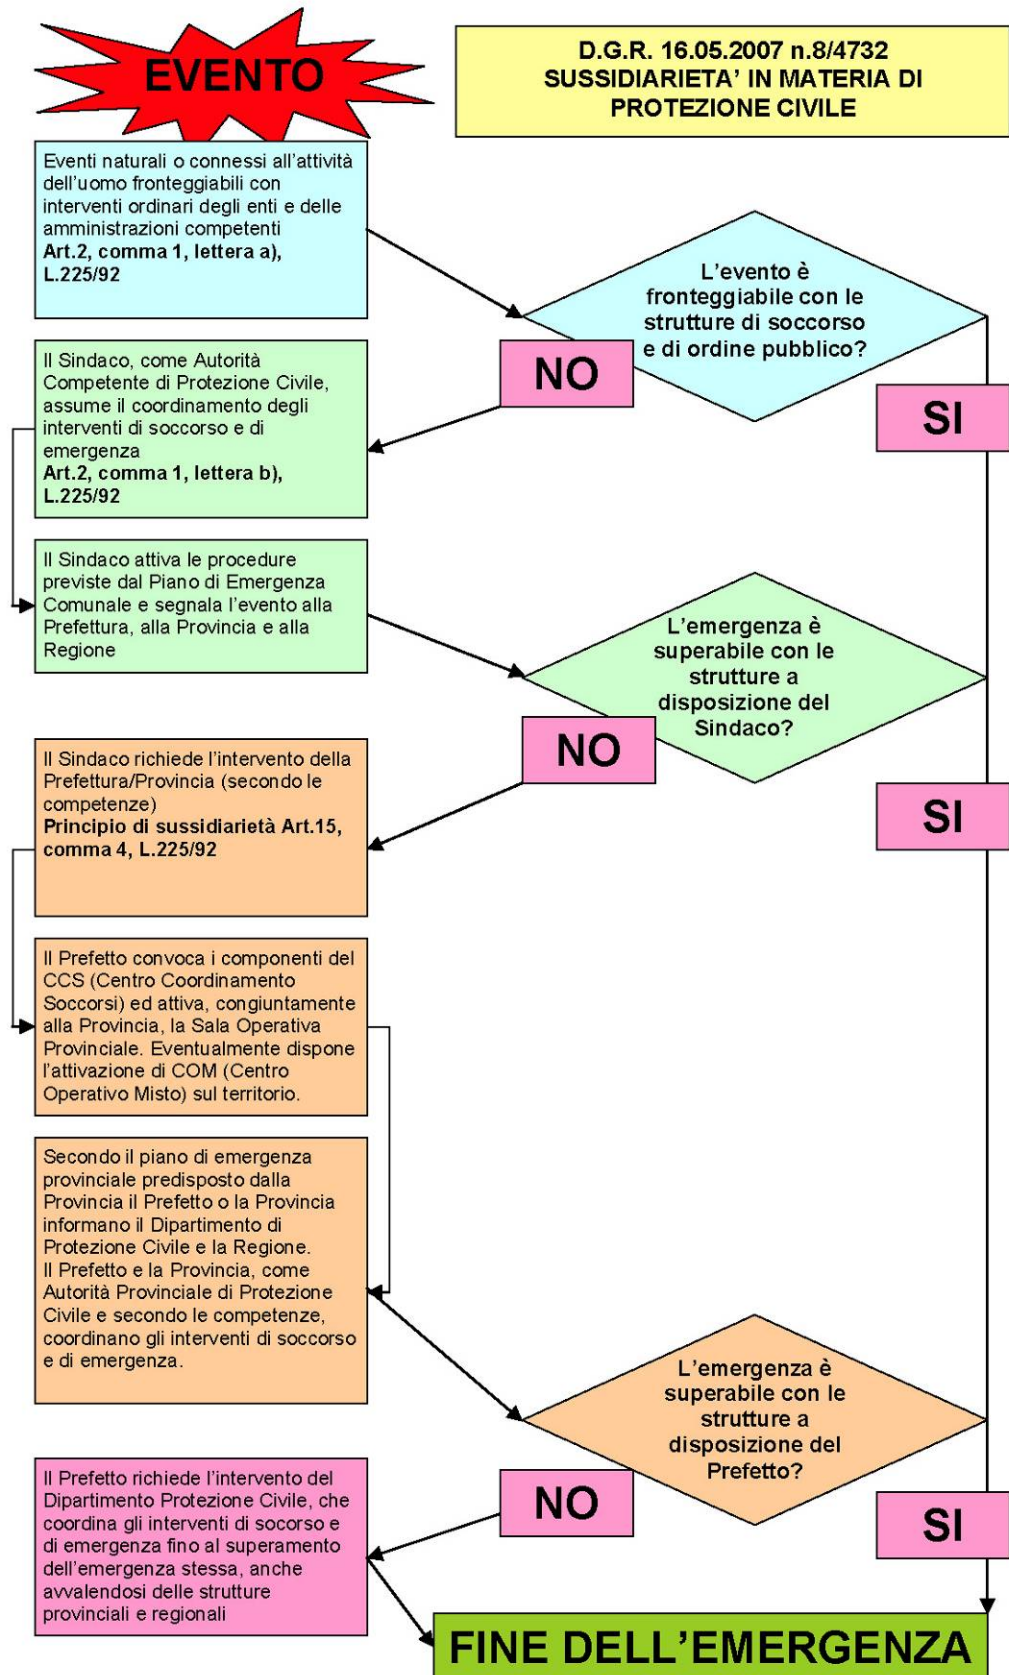 EVENTO
D.G.R. 16.05.2007 n.8/4732
SUSSIDIARIETA’ IN MATERIA DI
PROTEZIONE CIVILE
Eventi naturali o connessi all’attività
dell’uomo fronteggiabili con
interventi ordinari degli enti e delle
amministrazioni competenti
Art.2, comma 1, lettera a),
L.225/92
L’evento è
fronteggiabile con le
strutture di soccorso
e di ordine pubblico?
NO
SI
Il Sindaco, come Autorità
Competente di Protezione Civile,
assume il coordinamento degli
interventi di soccorso e di
emergenza
Art.2, comma 1, lettera b),
L.225/92
Il Sindaco attiva le procedure
previste dal Piano di Emergenza
Comunale e segnala l’evento alla
Prefettura, alla Provincia e alla
Regione
L’emergenza è
superabile con le
strutture a
disposizione del
Sindaco?
NO
SI
Il Sindaco richiede l’intervento della
Prefettura/Provincia (secondo le
competenze)
Principio di sussidiarietà Art.15,
comma 4, L.225/92
Il Prefetto convoca i componenti del
CCS (Centro Coordinamento
Soccorsi) ed attiva, congiuntamente
alla Provincia, la Sala Operativa
Provinciale. Eventualmente dispone
l’attivazione di COM (Centro
Operativo Misto) sul territorio.
Secondo il piano di emergenza
provinciale predisposto dalla
Provincia il Prefetto o la Provincia
informano il Dipartimento di
Protezione Civile e la Regione.
Il Prefetto e la Provincia, come
Autorità Provinciale di Protezione
Civile e secondo le competenze,
coordinano gli interventi di soccorso
e di emergenza.
L’emergenza è
superabile con le
strutture a
disposizione del
Prefetto?
NO
SI
Il Prefetto richiede l’intervento del
Dipartimento Protezione Civile, che
coordina gli interventi di socorso e
di emergenza fino al superamento
dell’emergenza stessa, anche
avvalendosi delle strutture
provinciali e regionali
FINE DELL’EMERGENZA